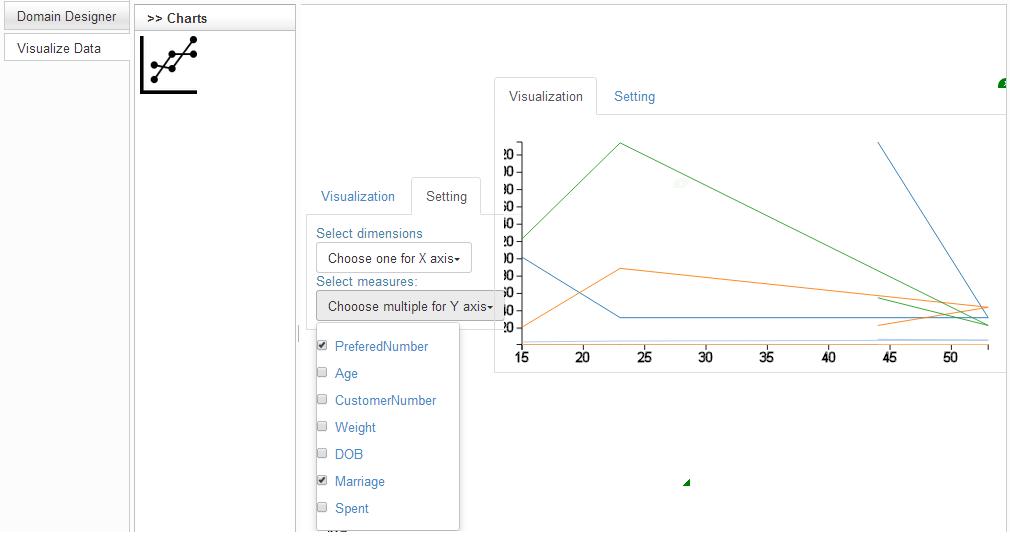 Domain Designer
Visualize Data
>> Charts
Visualization
Setting
Select dimensions
Choose one for X axis
Select measures:
Chooose multiple for Y axis
PreferedNumber
Age
CustomerNumber
Weight
DOB
Marriage
Spent
Visualization
Setting
20
00
80
60
40
20
00
80
60
40
20
15 20 25 30 35 40 45 50